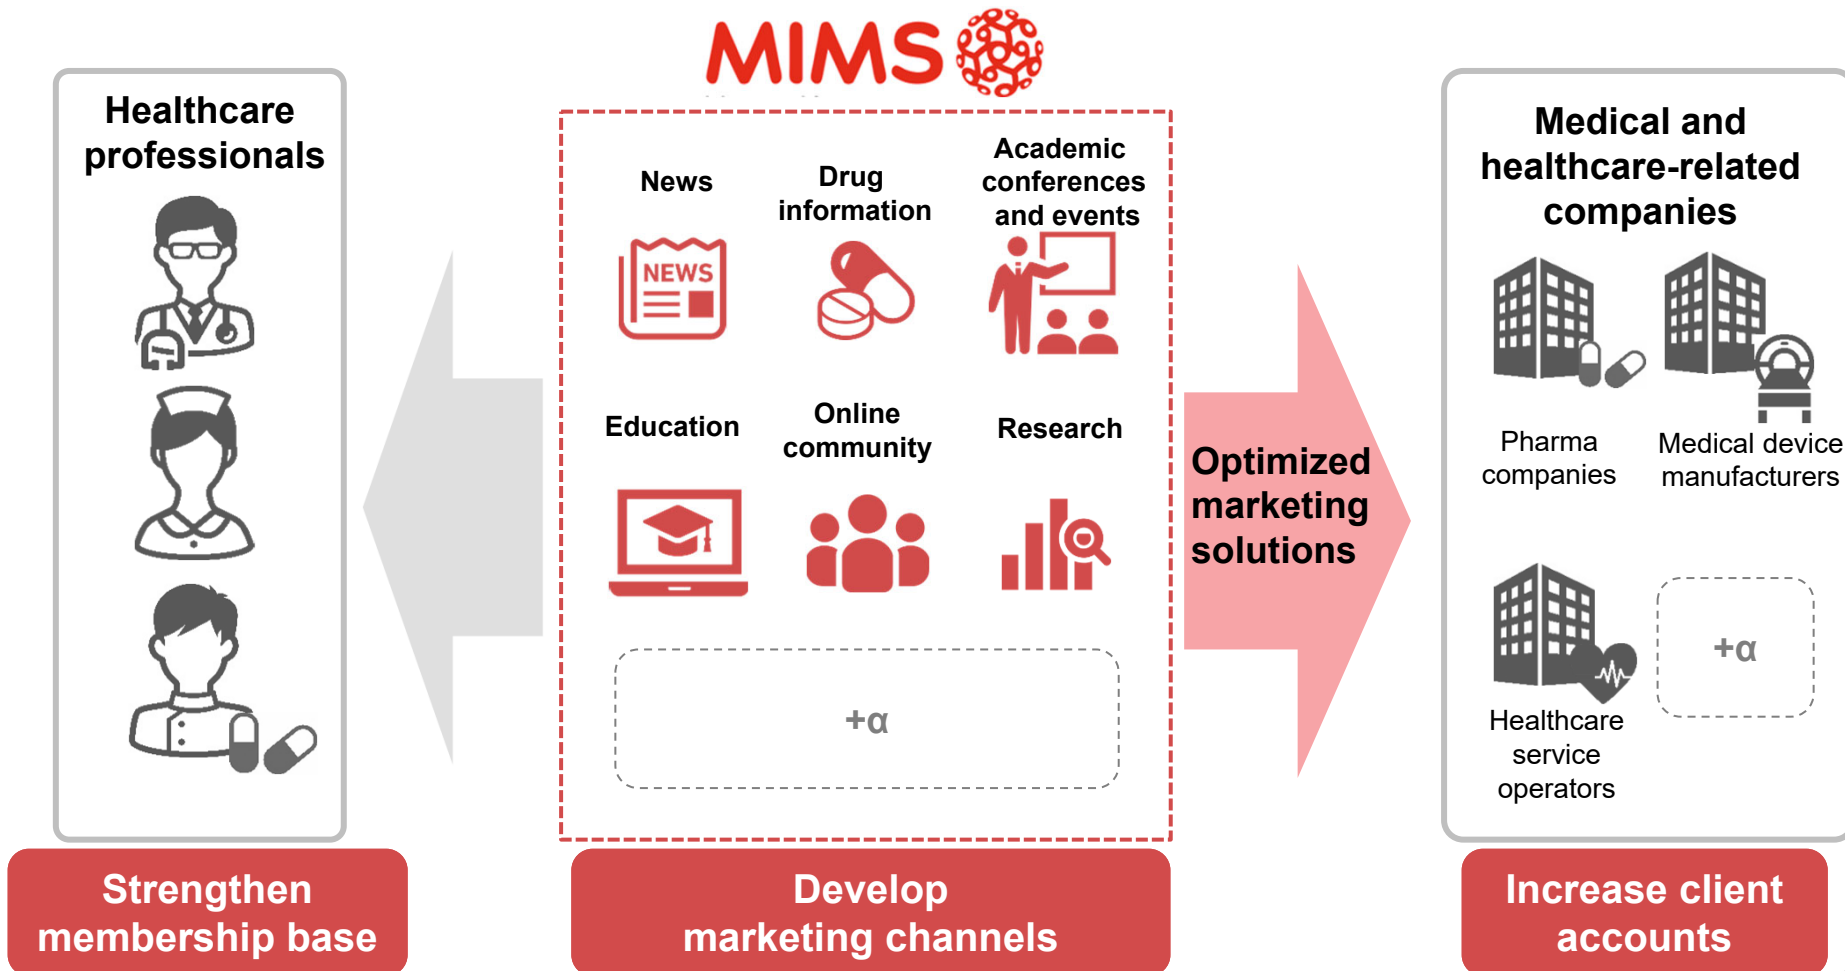 MIMS
Healthcare
professionals
News
Drug
information
Academic
conferences
and events
NEWS
Education
Online
community
Research
+α
Optimized
marketing
solutions
Medical and
healthcare-related
companies
Pharma
companies
Medical device
manufacturers
Healthcare
service
operators
+α
Strengthen
membership base
Develop
marketing channels
Increase client
accounts